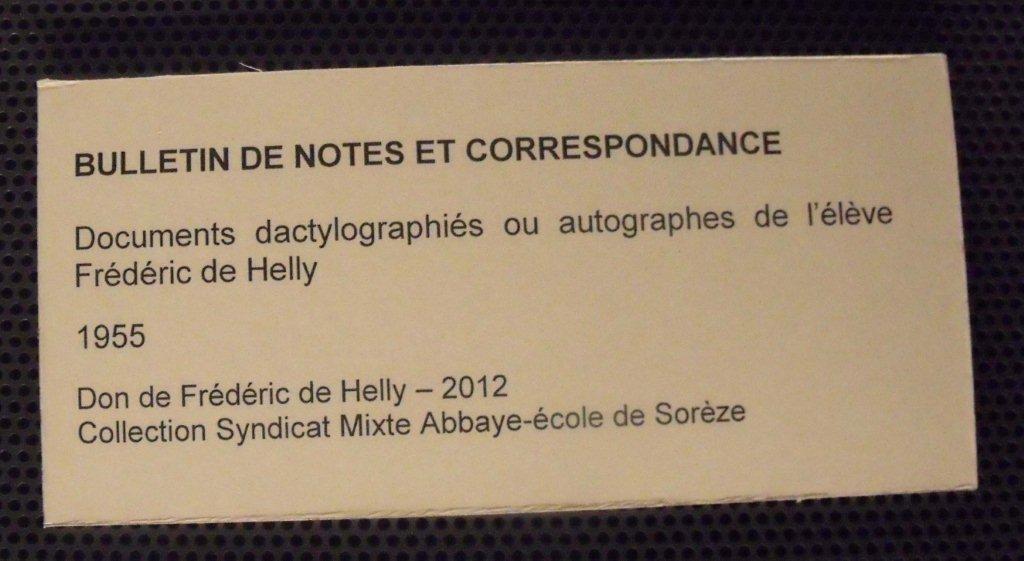 BULLETIN DE NOTES ET CORRESPONDANCE
Documents dactylographiés ou autographes de l'élève
Frédéric de Helly
1955
Don de Frédéric de Helly – 2012
Collection Syndicat Mixte Abbaye-école de Sorèze